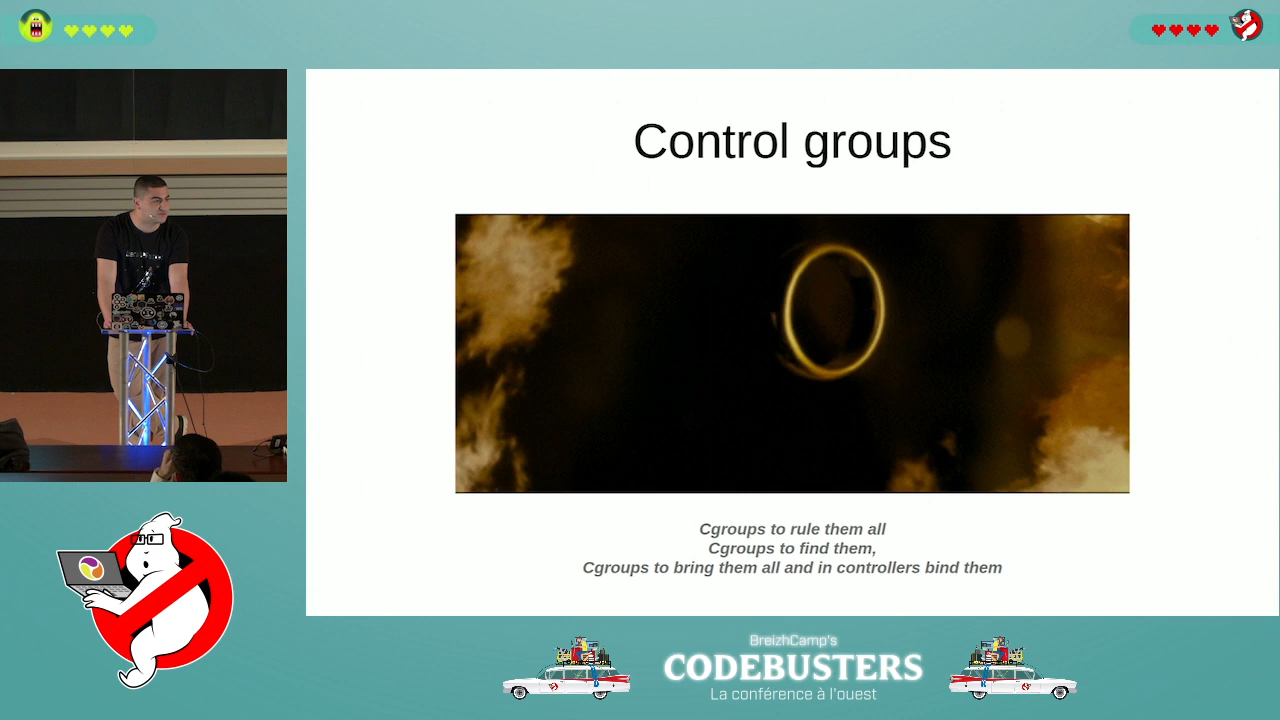 Control groups
Cgroups to rule them all
Cgroups to find them,
Cgroups to bring them all and in controllers bind them
BreizhCamp's
CODEBUSTERS
La conférence à l'ouest